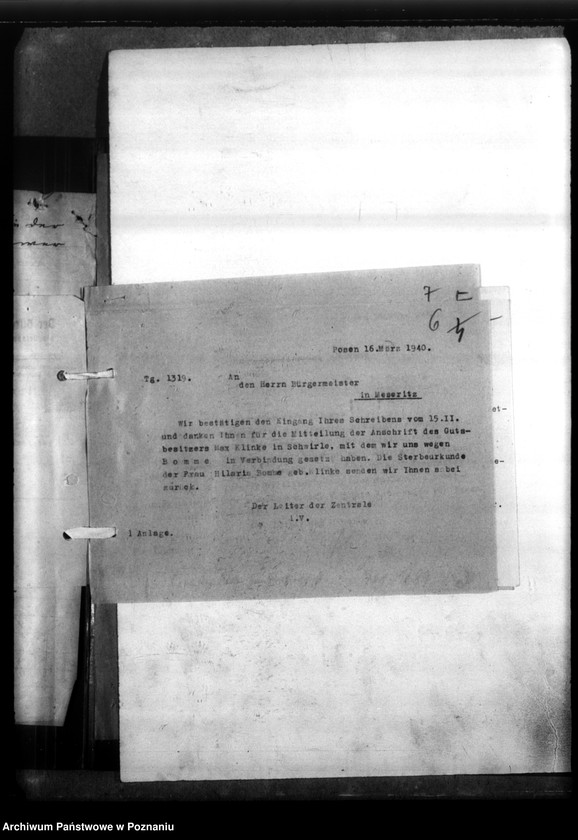 7 E
6
Posen 16.März 1940.
Tg. 1319. An
den Herrn Bürgermeister
in Meseritz
Wir bestätigen den Eingang Ihres Schreibens vom 15.II.
und danken Ihnen für die Mitteilung der Anschrift des Guts-
besitzers Max Klinke in Schwirle, mit dem wir uns wegen
B o m m e in Verbindung gesetzt haben. Die Sterbeurkunde
der Frau Hilaria Bomme geb.Klinke senden wir Ihnen anbei
zurück.
Der Leiter der Zentrale
i.V.
1 Anlage.
Archiwum Państwowe w Poznaniu